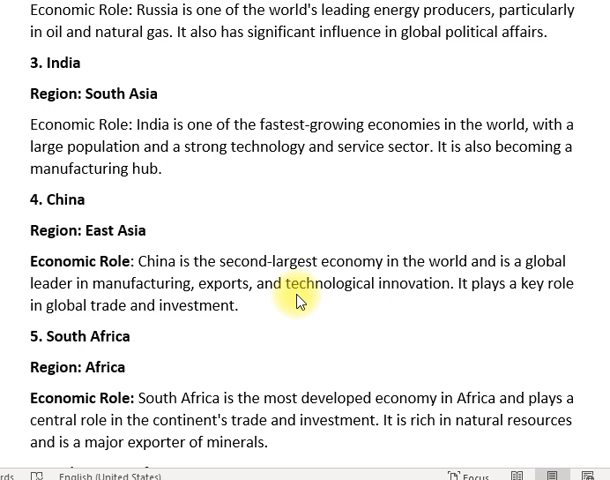 Economic Role: Russia is one of the world's leading energy producers, particularly
in oil and natural gas. It also has significant influence in global political affairs.
3. India
Region: South Asia
Economic Role: India is one of the fastest-growing economies in the world, with a
large population and a strong technology and service sector. It is also becoming a
manufacturing hub.
4. China
Region: East Asia
Economic Role: China is the second-largest economy in the world and is a global
leader in manufacturing, exports, and technological innovation. It plays a key role
in global trade and investment.
5. South Africa
Region: Africa
Economic Role: South Africa is the most developed economy in Africa and plays a
central role in the continent's trade and investment. It is rich in natural resources
and is a major exporter of minerals.
English (United States) Focus